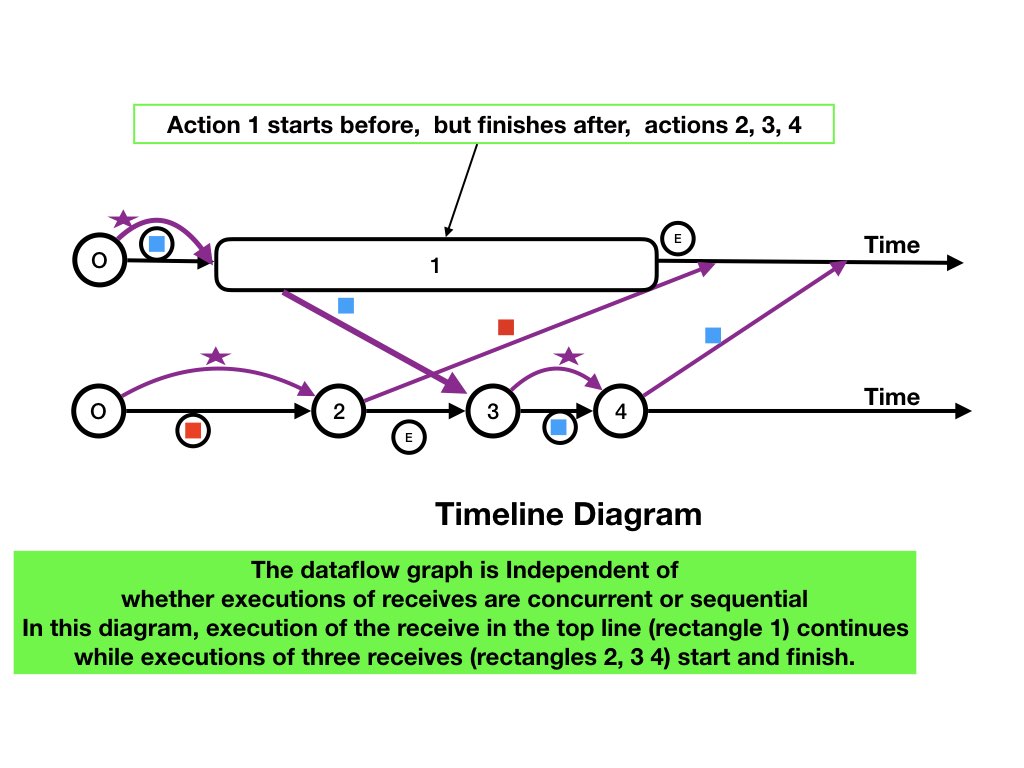 Action 1 starts before, but finishes after, actions 2, 3, 4
E
O
1
Time
O
2
3
4
Time
E
Timeline Diagram
The dataflow graph is Independent of
whether executions of receives are concurrent or sequential
In this diagram, execution of the receive in the top line (rectangle 1) continues
while executions of three receives (rectangles 2, 3 4) start and finish.